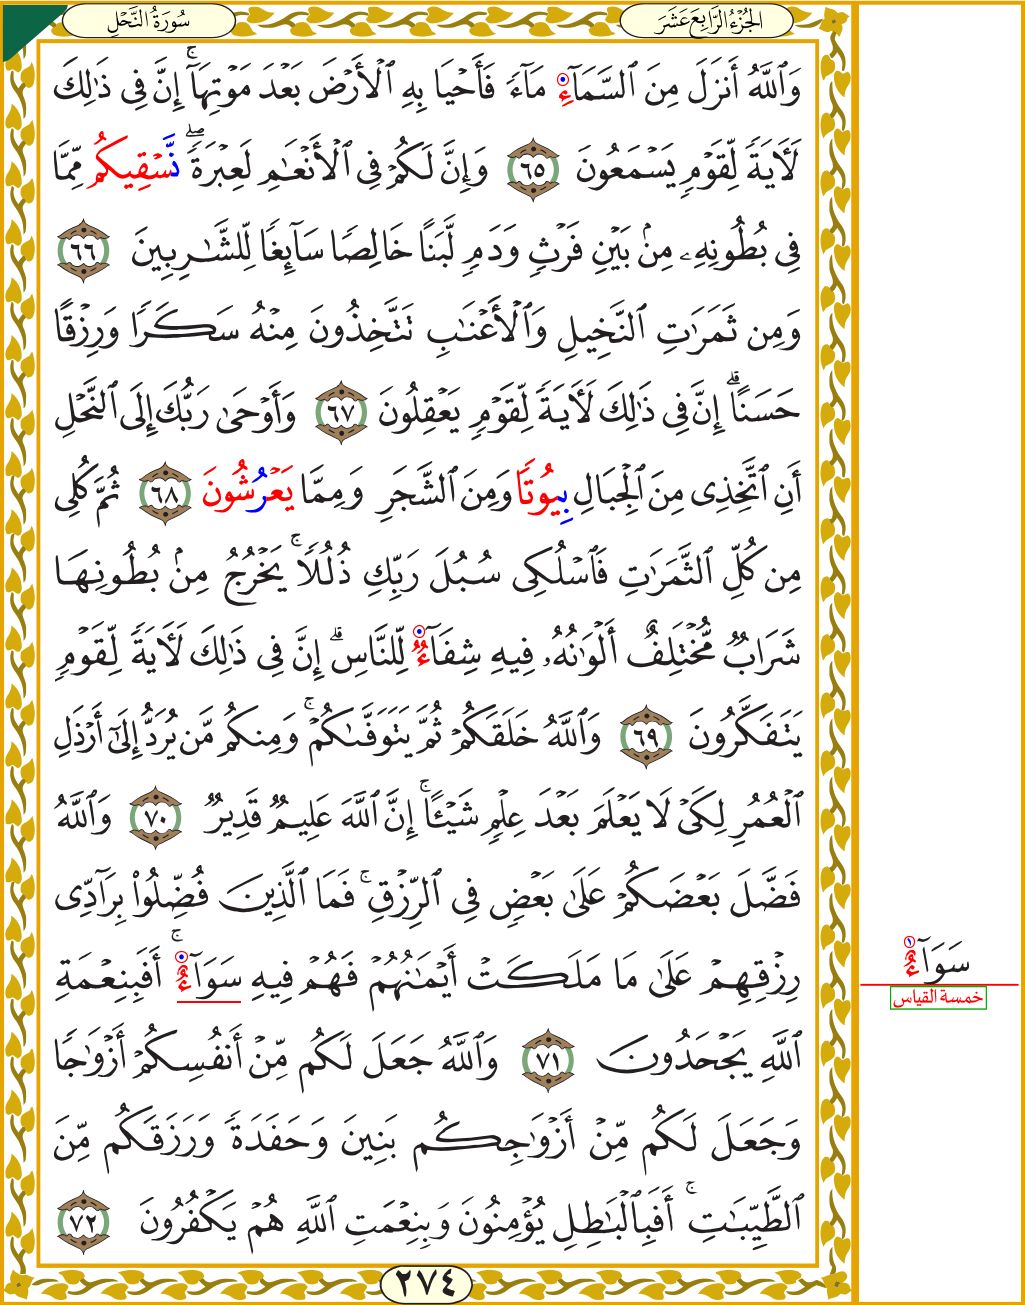 الجُزْءُ الرَّابِعَ عَشَرَ
سُورَةُ النَّحْلِ
وَٱللَّهُ أَنزَلَ مِنَ ٱلسَّمَآءِ مَآءً فَأَحْيَا بِهِ ٱلْأَرْضَ بَعْدَ مَوْتِهَآ ۚ إِنَّ فِى ذَٰلِكَ
لَـَٔايَةً لِّقَوْمٍ يَسْمَعُونَ ٦٥ وَإِنَّ لَكُمْ فِى ٱلْأَنْعَـٰمِ لَعِبْرَةً ۖ نَّسْقِيكُم مِّمَّا
فِى بُطُونِهِۦ مِنۢ بَيْنِ فَرْثٍ وَدَمٍ لَّبَنًا خَالِصًا سَآئِغًا لِّلشَّـٰرِبِينَ ٦٦
وَمِن ثَمَرَٰتِ ٱلنَّخِيلِ وَٱلْأَعْنَـٰبِ تَتَّخِذُونَ مِنْهُ سَكَرًا وَرِزْقًا
حَسَنًا ۗ إِنَّ فِى ذَٰلِكَ لَـَٔايَةً لِّقَوْمٍ يَعْقِلُونَ ٦٧ وَأَوْحَىٰ رَبُّكَ إِلَى ٱلنَّحْلِ
أَنِ ٱتَّخِذِى مِنَ ٱلْجِبَالِ بِيُوتًا وَمِنَ ٱلشَّجَرِ وَمِمَّا يَعْرُشُونَ ٦٨ ثُمَّ كُلِى
مِن كُلِّ ٱلثَّمَرَٰتِ فَٱسْلُكِى سُبُلَ رَبِّكِ ذُلُلًا ۚ يَخْرُجُ مِنۢ بُطُونِهَا
شَرَابٌ مُّخْتَلِفٌ أَلْوَٰنُهُۥ فِيهِ شِفَآءٌ لِّلنَّاسِ ۗ إِنَّ فِى ذَٰلِكَ لَـَٔايَةً لِّقَوْمٍ
يَتَفَكَّرُونَ ٦٩ وَٱللَّهُ خَلَقَكُمْ ثُمَّ يَتَوَفَّىٰكُمْ ۚ وَمِنكُم مَّن يُرَدُّ إِلَىٰٓ أَرْذَلِ
ٱلْعُمُرِ لِكَىْ لَا يَعْلَمَ بَعْدَ عِلْمٍ شَيْـًٔا ۚ إِنَّ ٱللَّهَ عَلِيمٌ قَدِيرٌ ٧٠ وَٱللَّهُ
فَضَّلَ بَعْضَكُمْ عَلَىٰ بَعْضٍ فِى ٱلرِّزْقِ ۚ فَمَا ٱلَّذِينَ فُضِّلُوا۟ بِرَآدِّى
رِزْقِهِمْ عَلَىٰ مَا مَلَكَتْ أَيْمَـٰنُهُمْ فَهُمْ فِيهِ سَوَآءٌ ۚ أَفَبِنِعْمَةِ
ٱللَّهِ يَجْحَدُونَ ٧١ وَٱللَّهُ جَعَلَ لَكُم مِّنْ أَنفُسِكُمْ أَزْوَٰجًا
وَجَعَلَ لَكُم مِّنْ أَزْوَٰجِكُم بَنِينَ وَحَفَدَةً وَرَزَقَكُم مِّنَ
ٱلطَّيِّبَـٰتِ ۚ أَفَبِٱلْبَـٰطِلِ يُؤْمِنُونَ وَبِنِعْمَتِ ٱللَّهِ هُمْ يَكْفُرُونَ ٧٢
سَوَآءٌ
خمسة القياس
٢٧٤